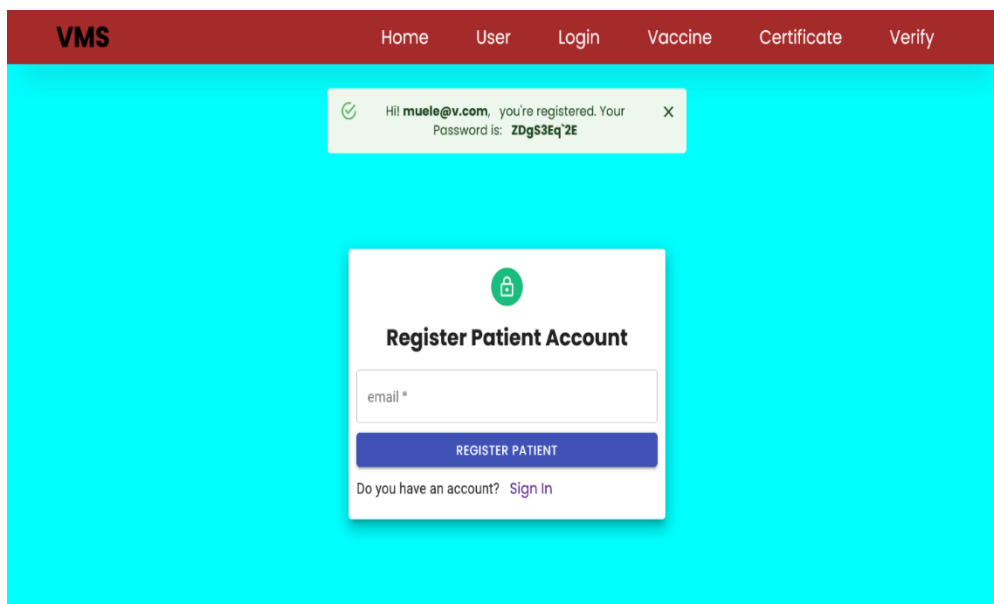 VMS Home User Login Vaccine Certificate Verify
Hi! muele@v.com, you're registered. Your
Password is: ZDgS3Eq`2E
Register Patient Account
email *
REGISTER PATIENT
Do you have an account? Sign In